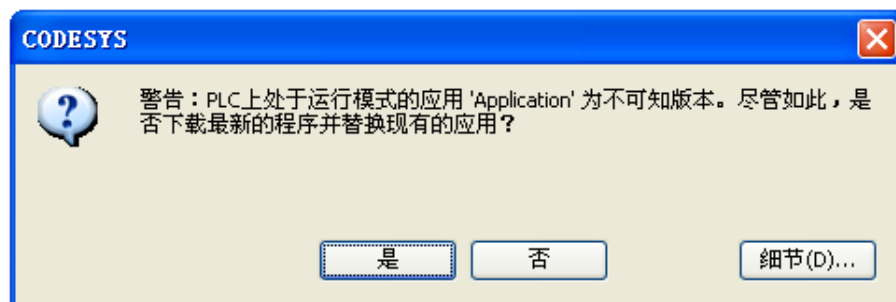 CODESYS
警告：PLC上处于运行模式的应用 'Application' 为不可知版本。尽管如此，是
否下载最新的程序并替换现有的应用？
是
否
细节(D)...